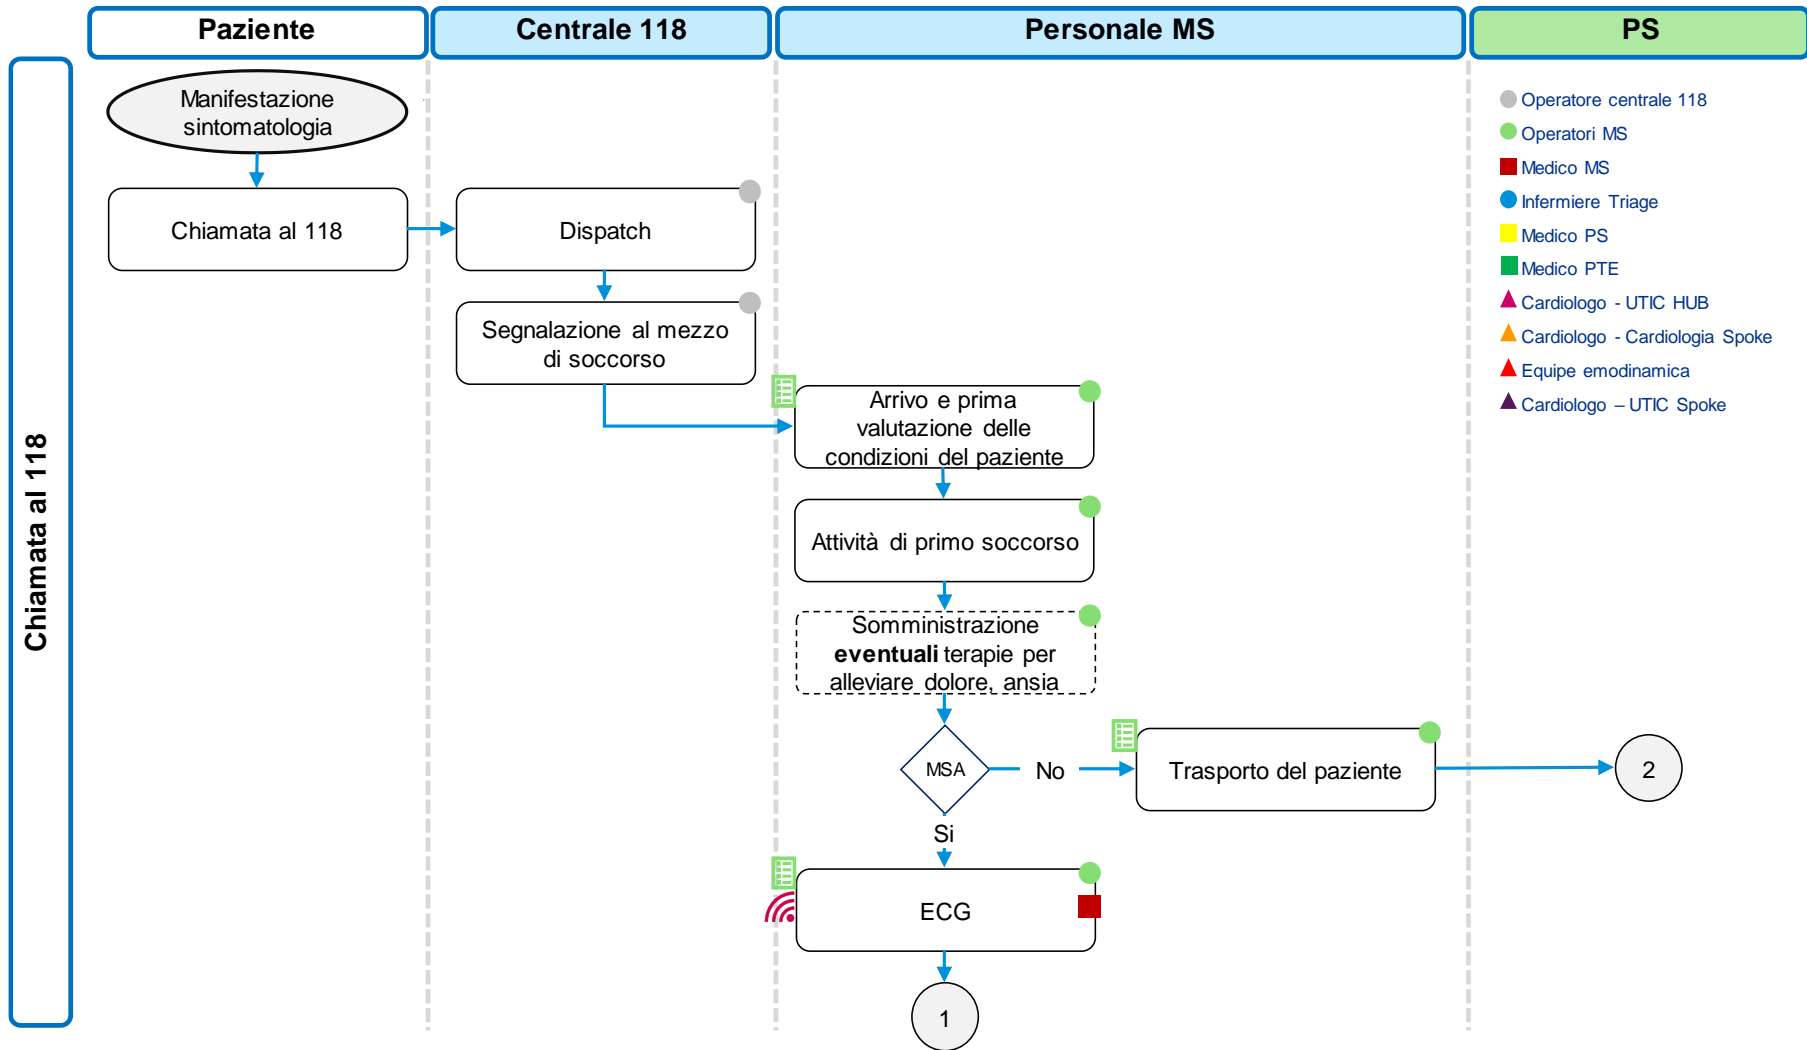 Paziente
Centrale 118
Personale MS
PS
Chiamata al 118
Manifestazione
sintomatologia
Chiamata al 118
Dispatch
Segnalazione al mezzo
di soccorso
Arrivo e prima
valutazione delle
condizioni del paziente
Attività di primo soccorso
Somministrazione
eventuali terapie per
alleviare dolore, ansia
MSA
No
Trasporto del paziente
2
Si
ECG
1
Operatore centrale 118
Operatori MS
Medico MS
Infermiere Triage
Medico PS
Medico PTE
Cardiologo - UTIC HUB
Cardiologo - Cardiologia Spoke
Equipe emodinamica
Cardiologo – UTIC Spoke